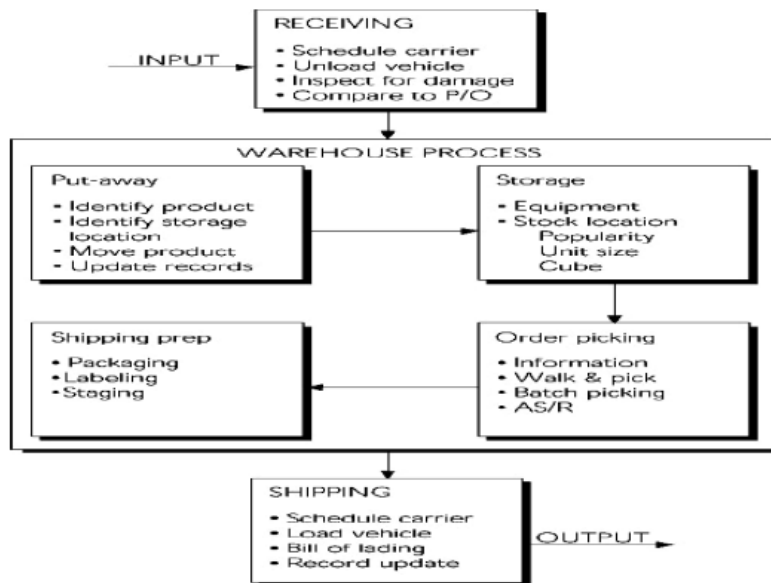 RECEIVING
INPUT
• Schedule carrier
• Unload vehicle
• Inspect for damage
• Compare to P/O
WAREHOUSE PROCESS
Put-away
• Identify product
• Identify storage
location
• Move product
• Update records
Storage
• Equipment
• Stock location
Popularity
Unit size
Cube
Order picking
• Information
• Walk & pick
• Batch picking
• AS/R
Shipping prep
• Packaging
• Labeling
• Staging
SHIPPING
• Schedule carrier
• Load vehicle
• Bill of lading
• Record update
OUTPUT